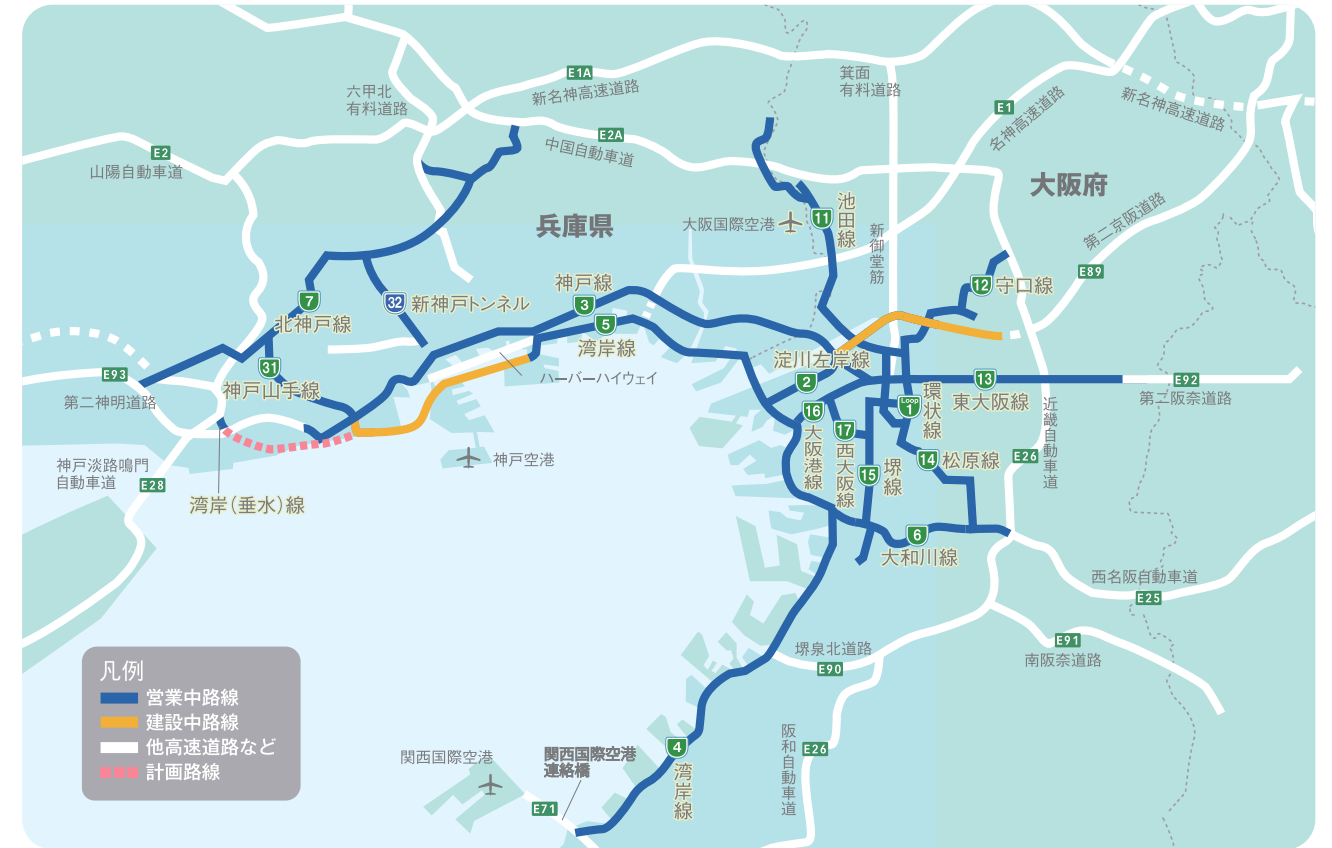 E1A
新名神高速道路
六甲北
有料道路
箕面
有料道路
E1
名神高速道路
新名神高速道路
E2
山陽自動車道
E2A
中国自動車道
大阪府
兵庫県
大阪国際空港
11
池田線
新御堂筋
第二京阪道路
E89
7
北神戸線
32
新神戸トンネル
神戸線
3
5
湾岸線
12
守口線
31
神戸山手線
ハーバーハイウェイ
淀川左岸線
2
E93
第二神明道路
13
東大阪線
E92
第二阪奈道路
16
大阪港線
17
西大阪線
Loop
1
環状線
近畿自動車道
E26
14
松原線
15
堺線
神戸淡路鳴門
自動車道
E28
湾岸(垂水)線
神戸空港
6
大和川線
西名阪自動車道
E25
堺泉北道路
E90
E91
南阪奈道路
凡例
営業中路線
建設中路線
他高速道路など
計画路線
関西国際空港
関西国際空港
連絡橋
E71
4
湾岸線
阪和自動車道
E26